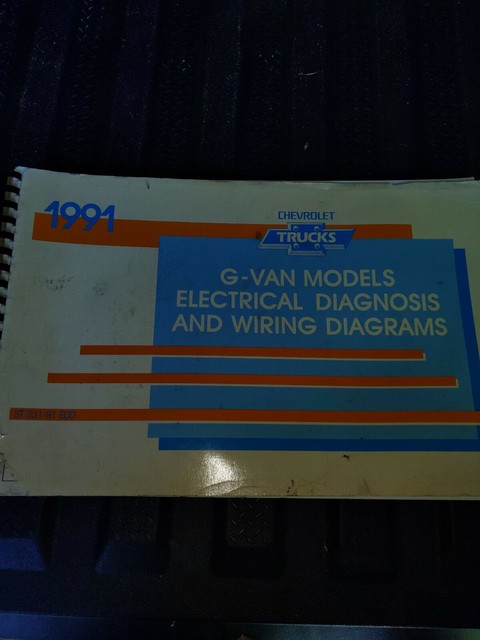 1991
CHEVROLET
TRUCKS
G-VAN MODELS
ELECTRICAL DIAGNOSIS
AND WIRING DIAGRAMS